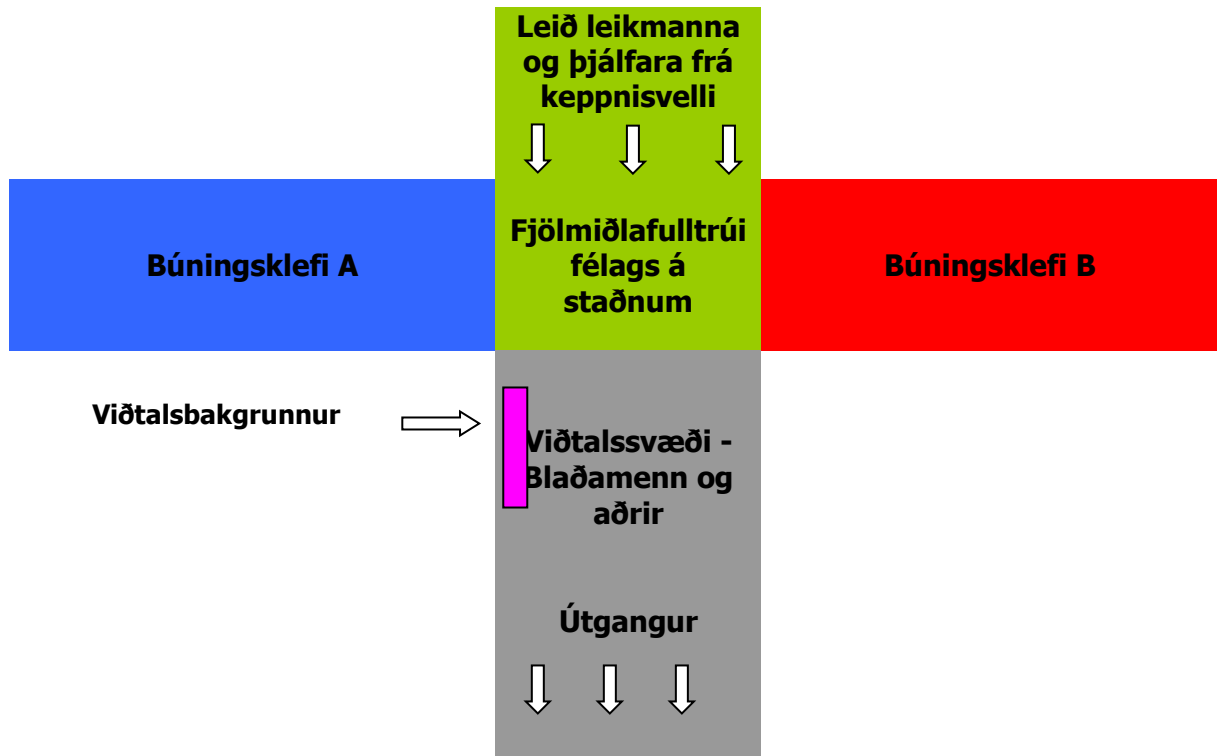 Leið leikmanna
og þjálfara frá
keppnisvelli
Fjölmiðlafulltrúi
félags á
staðnum
Búningsklefi A
Búningsklefi B
Viðtalsbakgrunnur
Viðtalssvæði -
Blaðamenn og
aðrir
Útgangur